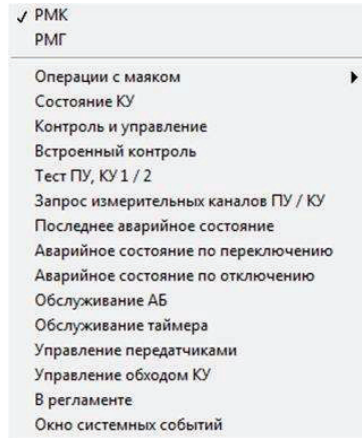 РМК
РМГ
Операции с маяком
Состояние КУ
Контроль и управление
Встроенный контроль
Тест ПУ, КУ 1 / 2
Запрос измерительных каналов ПУ / КУ
Последнее аварийное состояние
Аварийное состояние по переключению
Аварийное состояние по отключению
Обслуживание АБ
Обслуживание таймера
Управление передатчиками
Управление обходом КУ
В регламенте
Окно системных событий